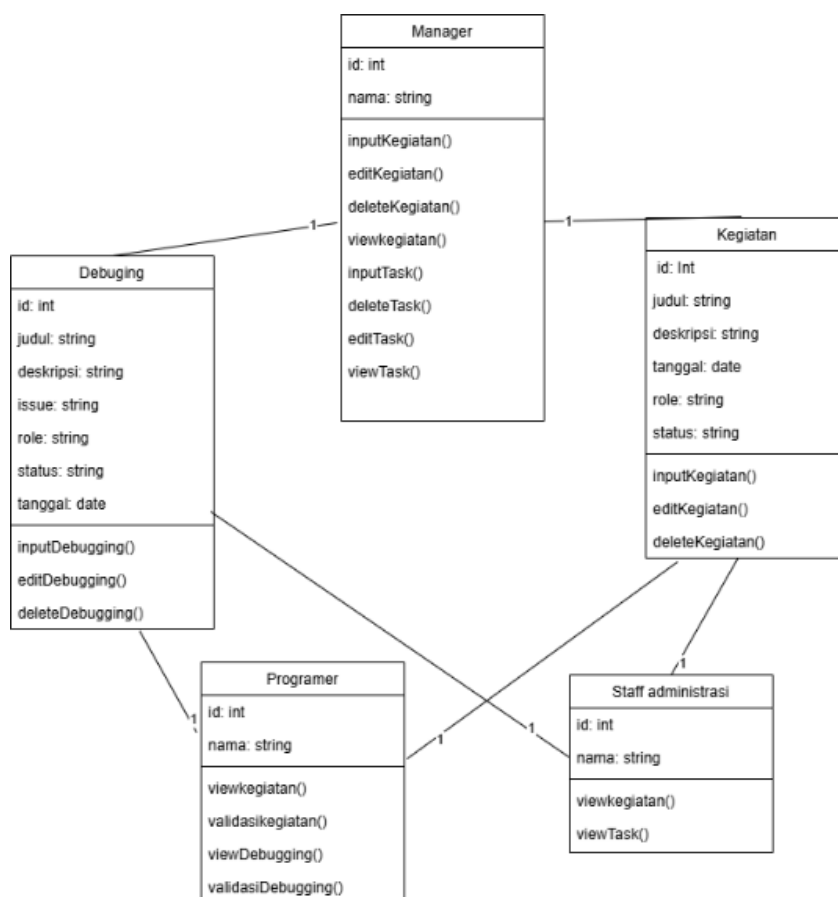 Manager
id: int
nama: string
inputKegiatan()
editKegiatan()
deleteKegiatan()
viewkegiatan()
inputTask()
deleteTask()
editTask()
viewTask()
1
1
Debuging
id: int
judul: string
deskripsi: string
issue: string
role: string
status: string
tanggal: date
inputDebugging()
editDebugging()
deleteDebugging()
Kegiatan
id: Int
judul: string
deskripsi: string
tanggal: date
role: string
status: string
inputKegiatan()
editKegiatan()
deleteKegiatan()
1
1
1
1
Programer
id: int
nama: string
viewkegiatan()
validasikegiatan()
viewDebugging()
validasiDebugging()
Staff administrasi
id: int
nama: string
viewkegiatan()
viewTask()